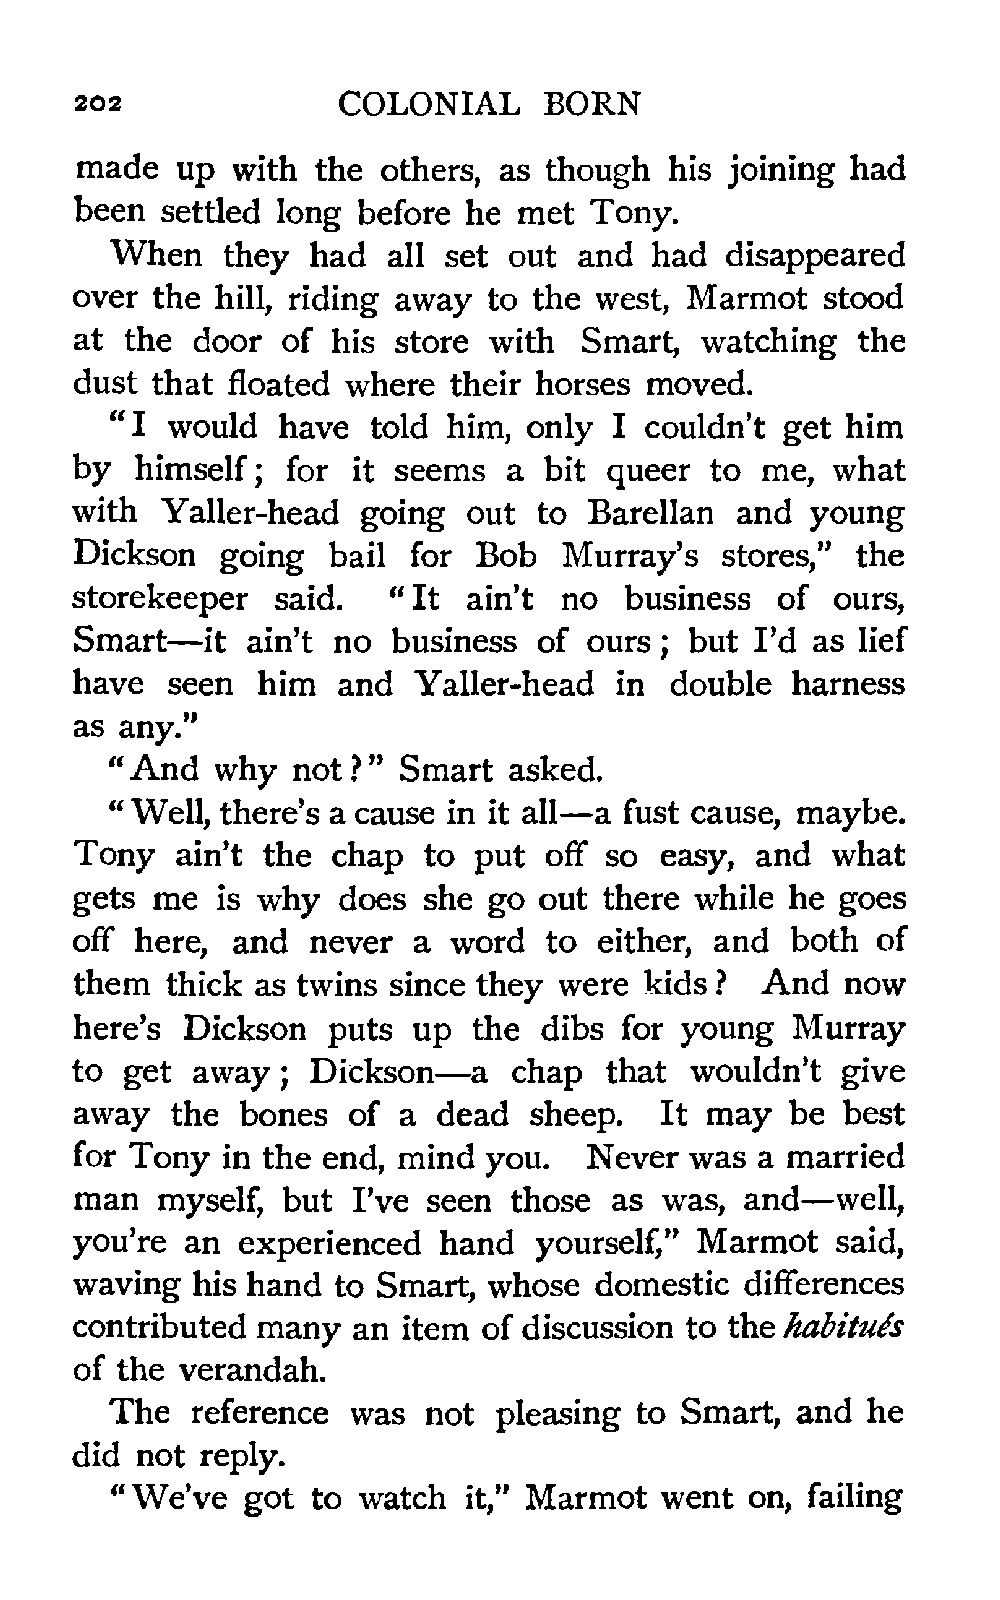 202 COLONIAL BORN
made up with the others, as though his joining had
been settled long before he met Tony.
When they had all set out and had disappeared
over the hill, riding away to the west, Marmot stood
at the door of his store with Smart, watching the
dust that floated where their horses moved.
"I would have told him, only I couldn't get him
by himself; for it seems a bit queer to me, what
with Yaller-head going out to Barellan and young
Dickson going bail for Bob Murray's stores," the
storekeeper said. "It ain't no business of ours,
Smart—it ain't no business of ours; but I'd as lief
have seen him and Yaller-head in double harness
as any."
"And why not?" Smart asked.
"Well, there's a cause in it all—a fust cause, maybe.
Tony ain't the chap to put off so easy, and what
gets me is why does she go out there while he goes
off here, and never a word to either, and both of
them thick as twins since they were kids? And now
here's Dickson puts up the dibs for young Murray
to get away; Dickson—a chap that wouldn't give
away the bones of a dead sheep. It may be best
for Tony in the end, mind you. Never was a married
man myself, but I've seen those as was, and—well,
you're an experienced hand yourself," Marmot said,
waving his hand to Smart, whose domestic differences
contributed many an item of discussion to the habitués
of the verandah.
The reference was not pleasing to Smart, and he
did not reply.
"We've got to watch it," Marmot went on, failing